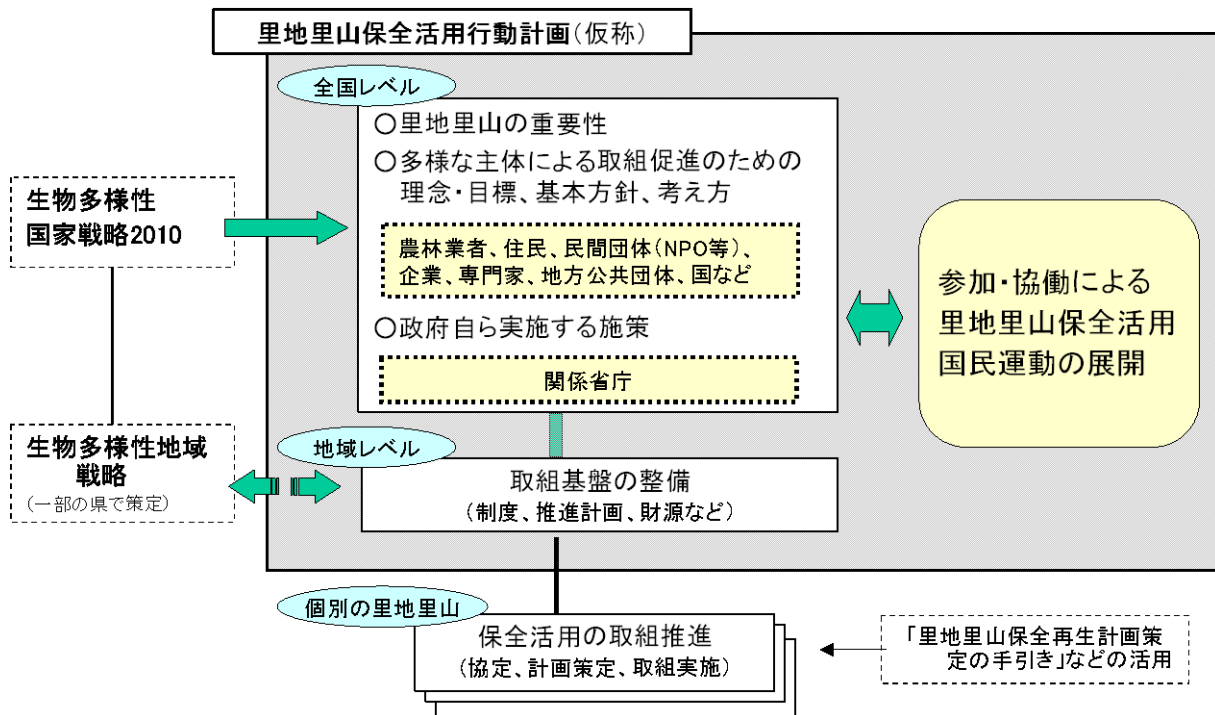 里地里山保全活用行動計画（仮称）
全国レベル
○里地里山の重要性
○多様な主体による取組促進のための
理念・目標、基本方針、考え方
農林業者、住民、民間団体（NPO等）、
企業、専門家、地方公共団体、国など
○政府自ら実施する施策
関係省庁
生物多様性
国家戦略2010
参加・協働による
里地里山保全活用
国民運動の展開
生物多様性地域
戦略
（一部の県で策定）
地域レベル
取組基盤の整備
（制度、推進計画、財源など）
個別の里地里山
保全活用の取組推進
（協定、計画策定、取組実施）
「里地里山保全再生計画策
定の手引き」などの活用